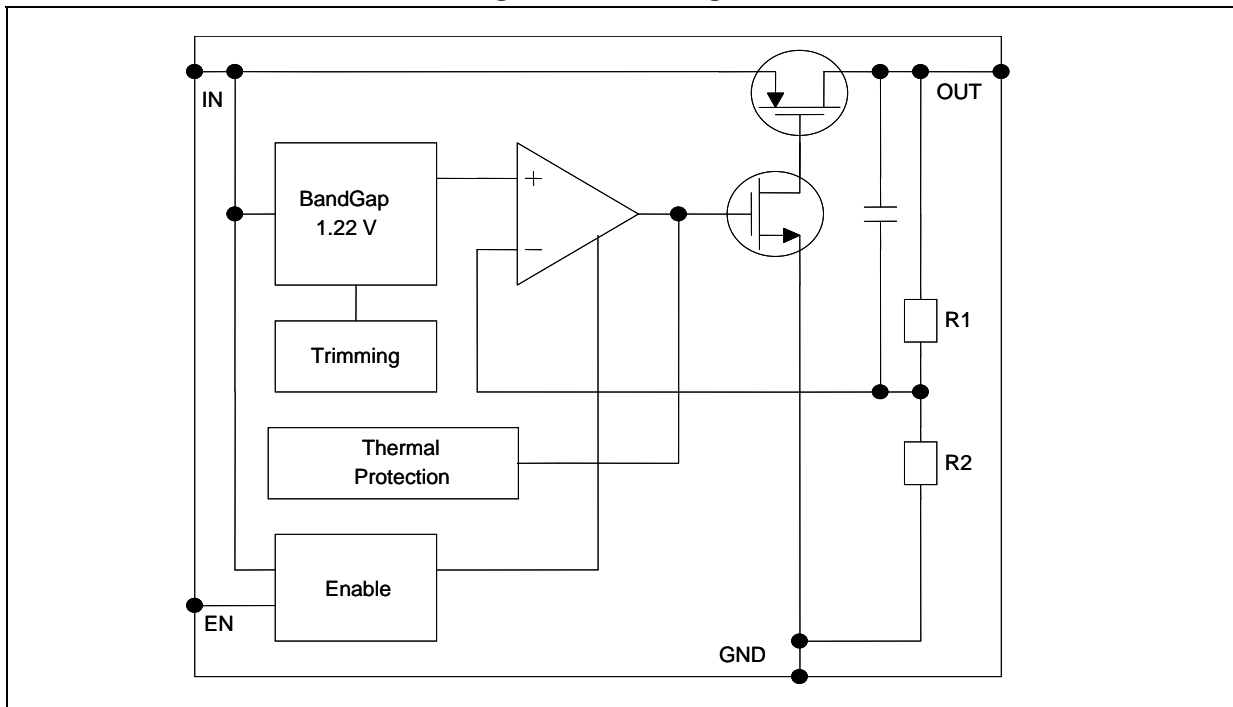 IN
OUT
BandGap
1.22 V
+
−
R1
Trimming
Thermal
Protection
R2
Enable
EN
GND